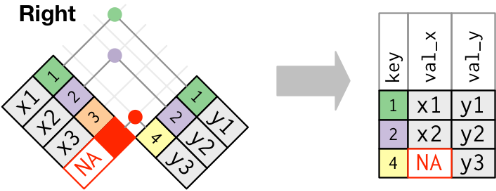 Right
1 x1
2 x2
3 x3
NA
1 y1
2 y2
4 y3
key val_x val_y
1 x1 y1
2 x2 y2
4 NA y3